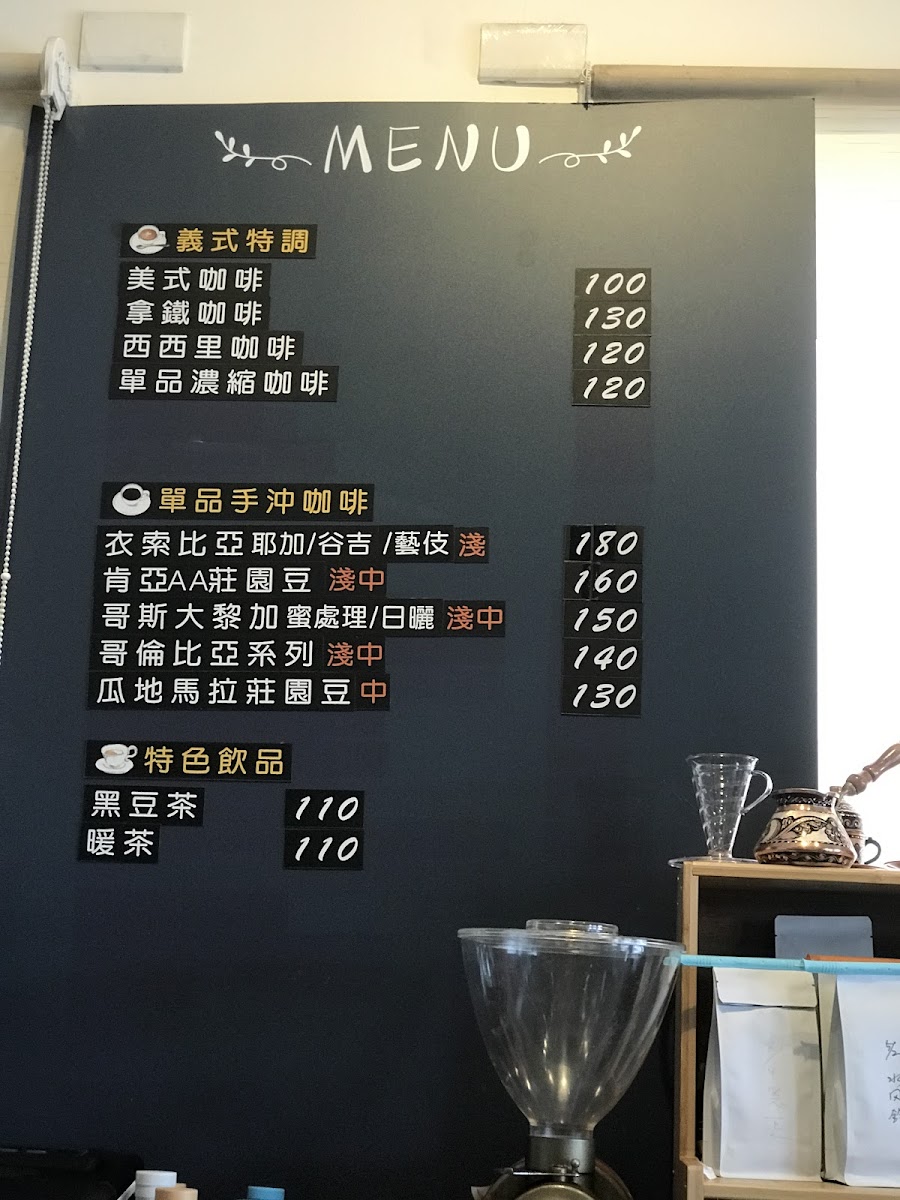 MENU
義式特調
美式咖啡 100
拿鐵咖啡 130
西西里咖啡 120
單品濃縮咖啡 120
單品手沖咖啡
衣索比亞耶加/谷吉/藝伎 淺 180
肯亞AA莊園豆 淺中 160
哥斯大黎加蜜處理/日曬 淺中 150
哥倫比亞系列 淺中 140
瓜地馬拉莊園豆 中 130
特色飲品
黑豆茶 110
暖茶 110